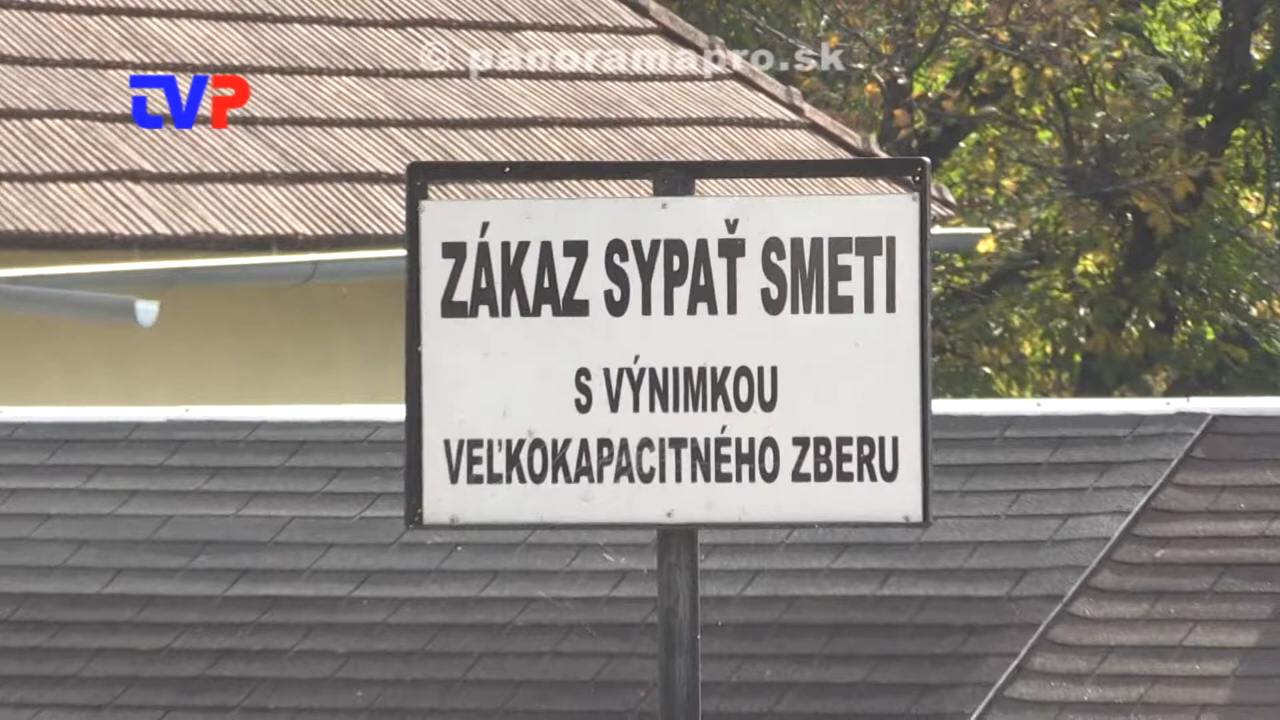 © panoramapro.sk
TVP
ZÁKAZ SYPAŤ SMETI
S VÝNIMKOU
VEĽKOKAPACITNÉHO ZBERU